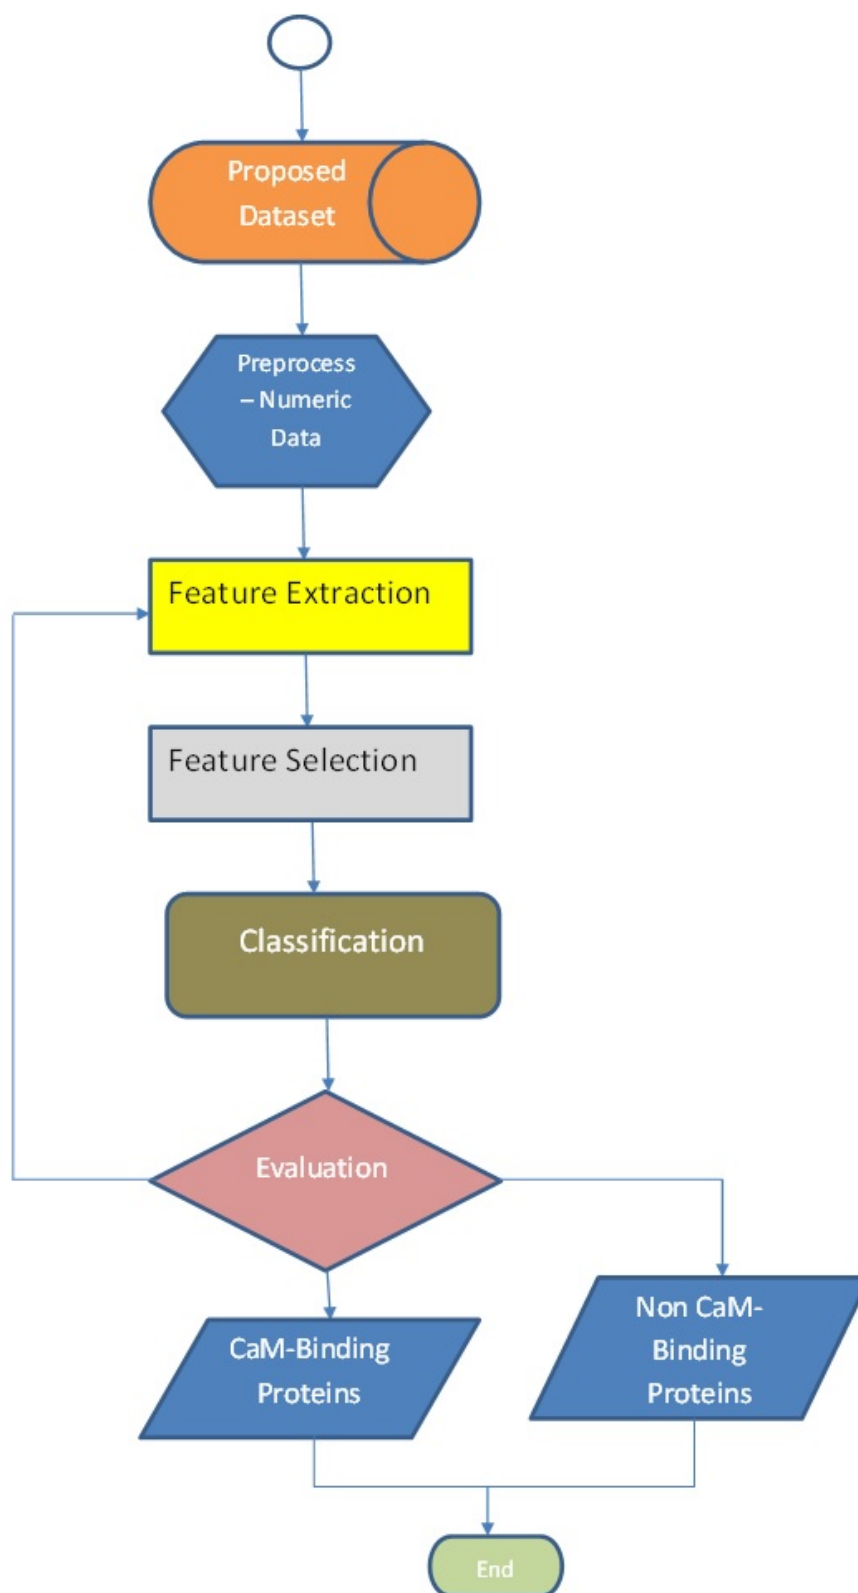 Proposed
Dataset
Preprocess
– Numeric
Data
Feature Extraction
Feature Selection
Classification
Evaluation
CaM-Binding
Proteins
Non CaM-
Binding
Proteins
End